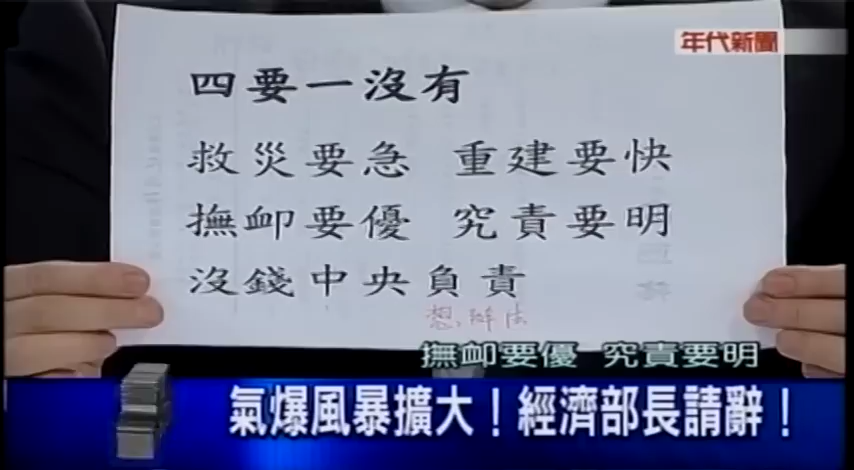 年代新聞
四要一沒有
救災要急 重建要快
撫卹要優 究責要明
沒錢中央負責
想辦法
撫卹要優 究責要明
氣爆風暴擴大！經濟部長請辭！